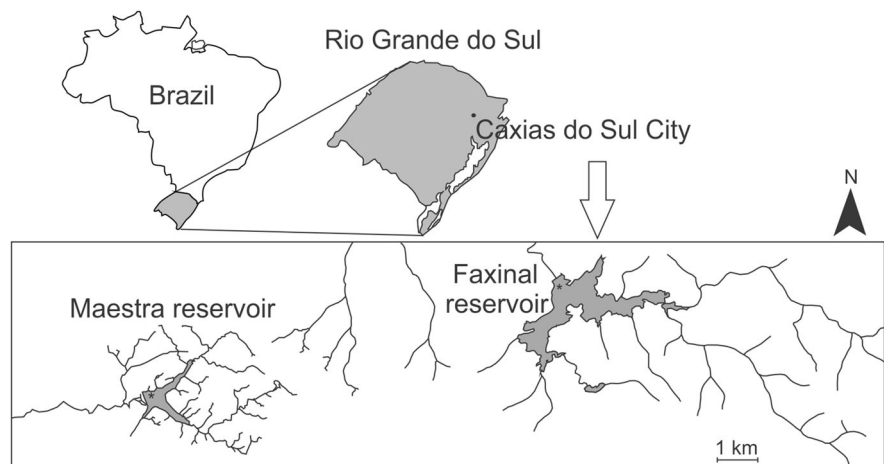 Rio Grande do Sul
Brazil
Caxias do Sul City
N
Faxinal
reservoir
Maestra reservoir
*
*
1 km